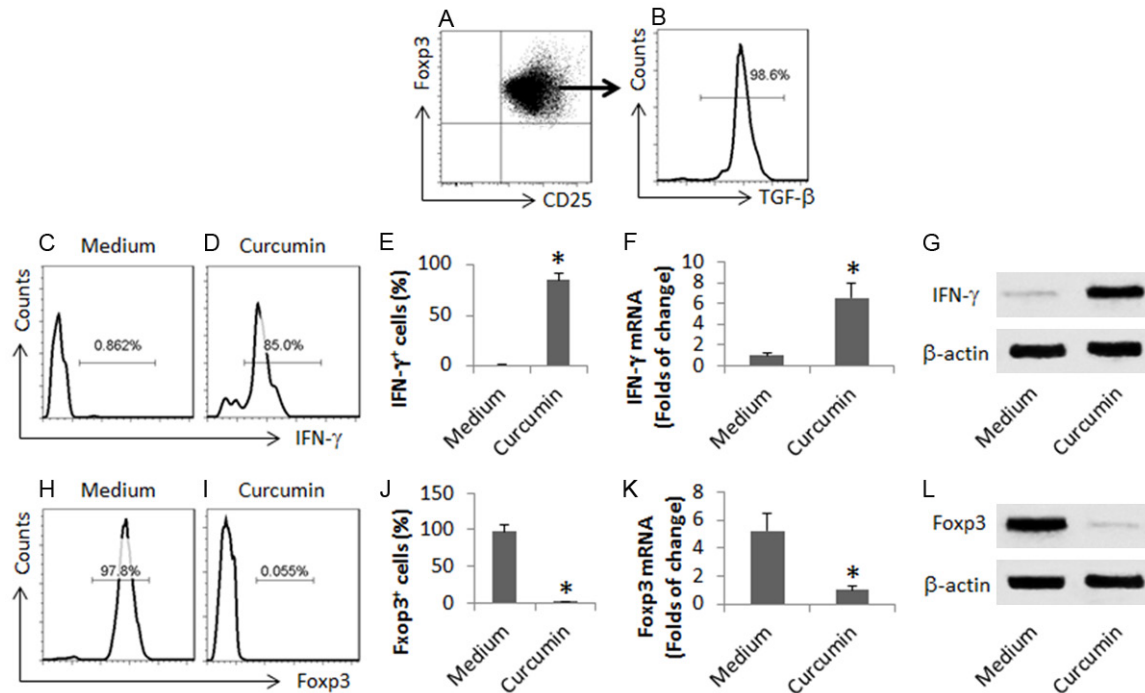 A
B
Foxp3
CD25
Counts
98.6%
TGF-β
C Medium
D Curcumin
Counts
0.862%
85.0%
IFN-γ
E
IFN-γ⁺ cells (%)
100
50
0
*
Medium
Curcumin
F
IFN-γ mRNA
(Folds of change)
10
8
6
4
2
0
*
Medium
Curcumin
G
IFN-γ
β-actin
Medium
Curcumin
H Medium
I Curcumin
Counts
97.8%
0.055%
Foxp3
J
Fxop3⁺ cells (%)
150
100
50
0
*
Medium
Curcumin
K
Foxp3 mRNA
(Folds of change)
8
6
4
2
0
*
Medium
Curcumin
L
Foxp3
β-actin
Medium
Curcumin